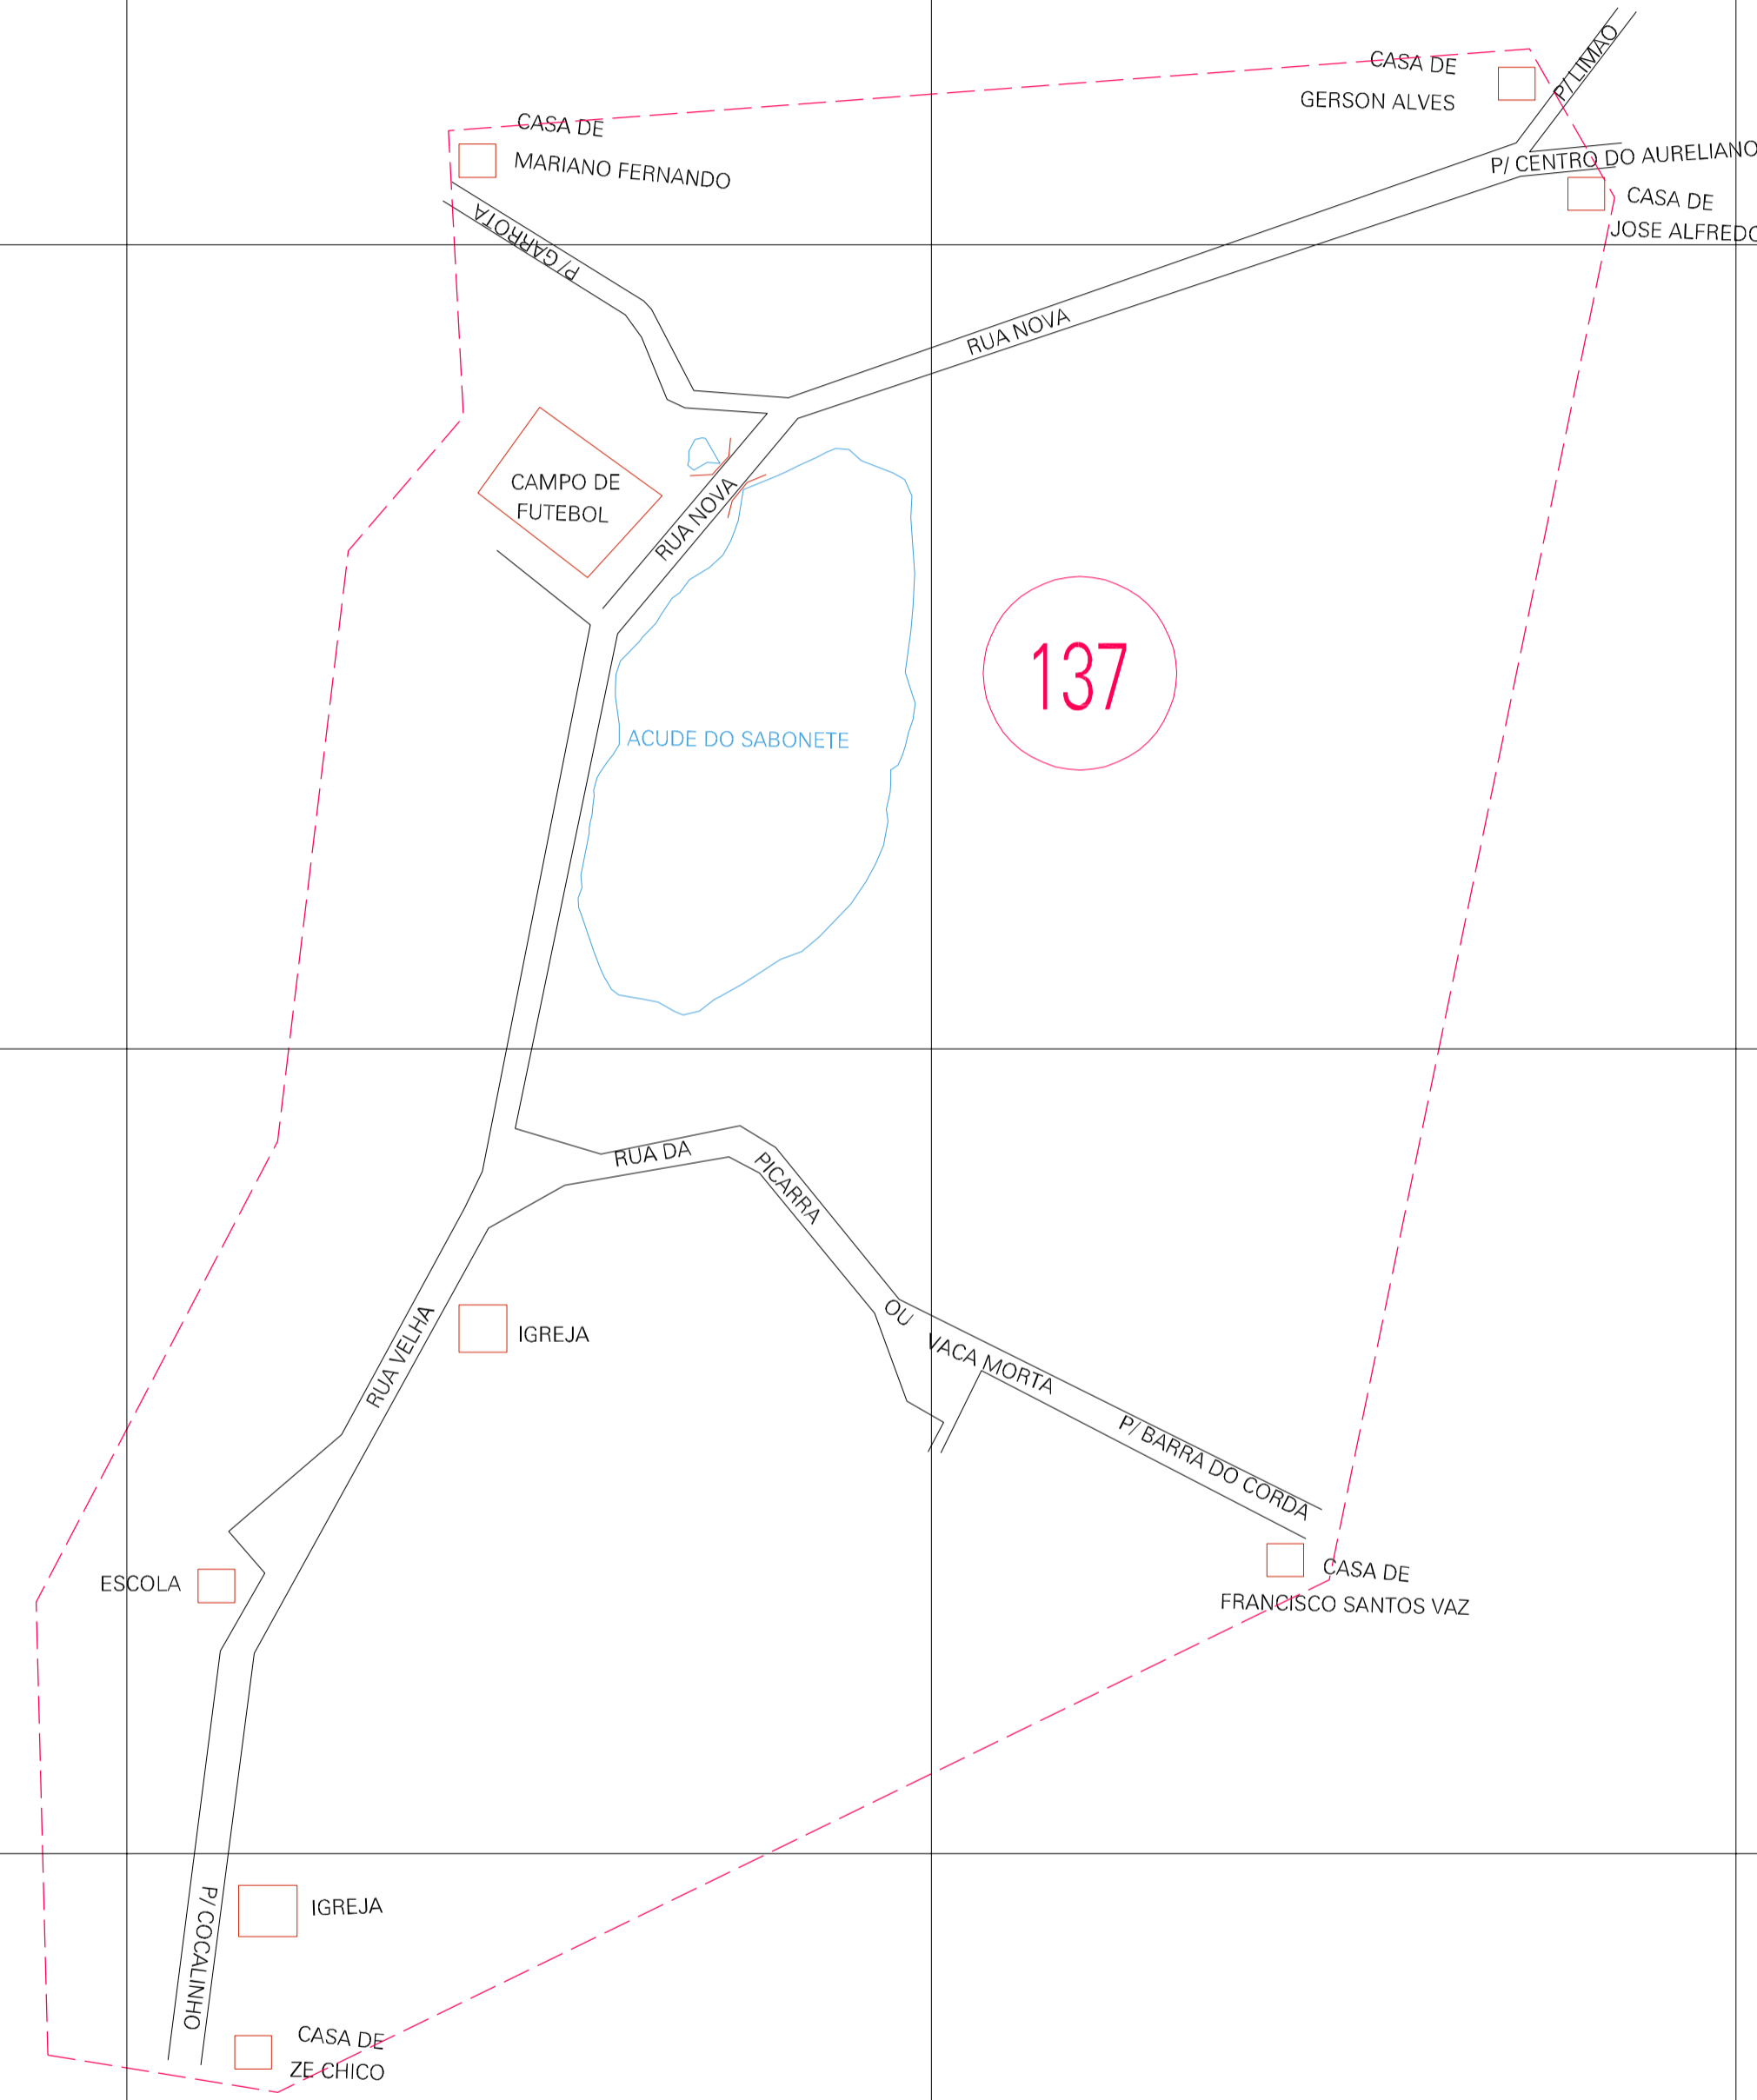 P/ LIMAO
CASA DE
GERSON ALVES
CASA DE
MARIANO FERNANDO
P/ CENTRO DO AURELIANO
CASA DE
JOSE ALFREDO
P/ GARROTA
RUA NOVA
CAMPO DE
FUTEBOL
RUA NOVA
137
ACUDE DO SABONETE
RUA DA
PICARRA
OU
VACA MORTA
RUA VELHA
IGREJA
P/ BARRA DO CORDA
ESCOLA
CASA DE
FRANCISCO SANTOS VAZ
P/ COCALINHO
IGREJA
CASA DE
ZE CHICO